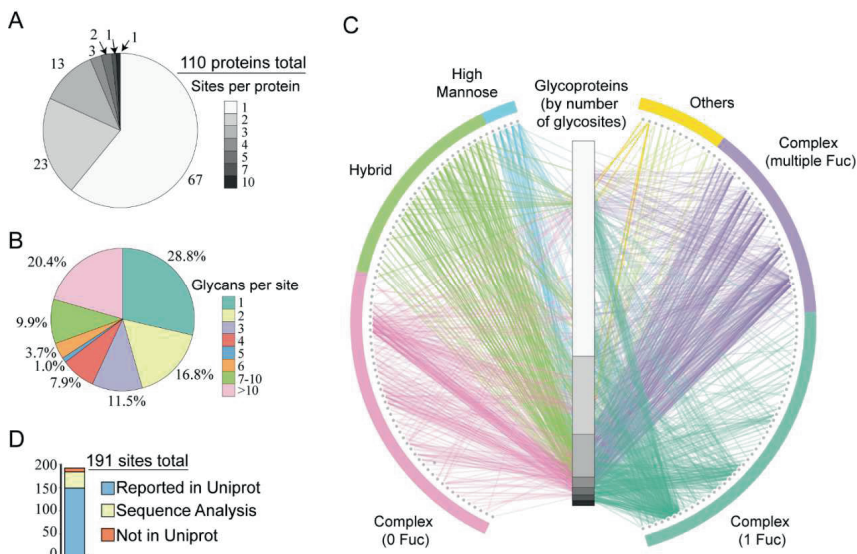 A
2
1
1
3
13
23
67
110 proteins total
Sites per protein
1
2
3
4
5
7
10
B
20.4%
28.8%
9.9%
3.7%
1.0%
7.9%
11.5%
16.8%
Glycans per site
1
2
3
4
5
6
7-10
>10
D
200
150
100
50
0
191 sites total
Reported in Uniprot
Sequence Analysis
Not in Uniprot
C
High
Mannose
Glycoproteins
(by number
of glycosites)
Others
Complex
(multiple Fuc)
Hybrid
Complex
(0 Fuc)
Complex
(1 Fuc)